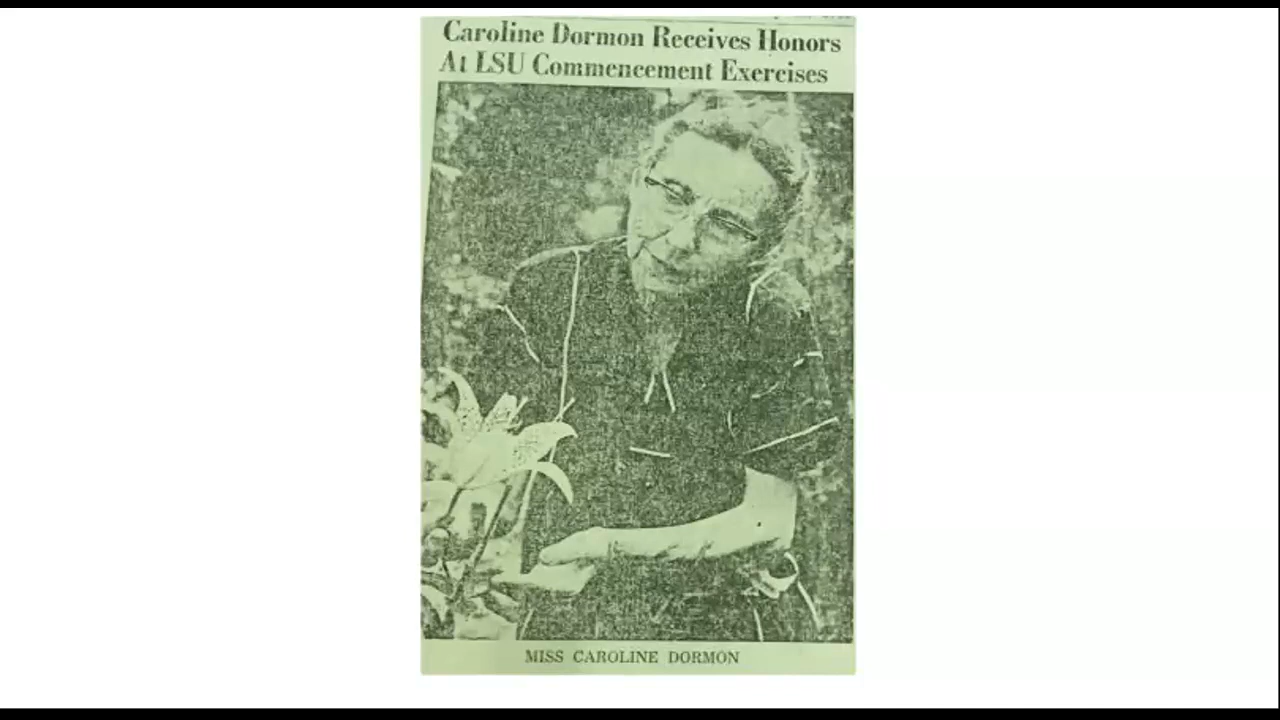 Caroline Dormon Receives Honors
At LSU Commencement Exercises
MISS CAROLINE DORMON